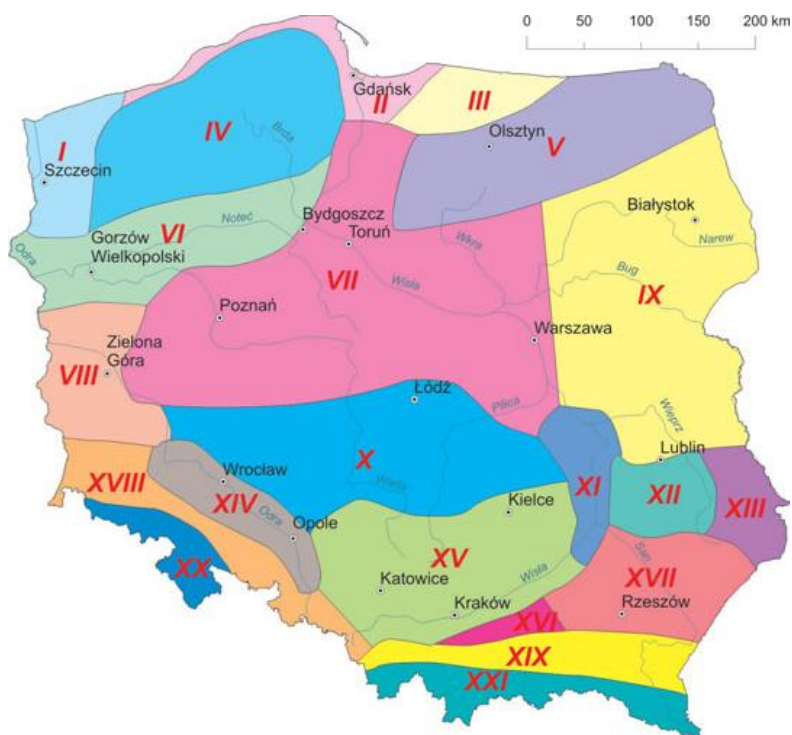 0 50 100 150 200 km
Gdańsk
II
III
IV
Brda
Olsztyn
V
I
Szczecin
Białystok
Bydgoszcz
Toruń
Noteć
VI
Wkra
Narew
Odra
Gorzów
Wielkopolski
VII
Wisła
Bug
IX
Poznań
Warszawa
Zielona
Góra
VIII
Łódź
Pilica
Wieprz
Lublin
X
Warta
Wrocław
XVIII
XIV
Odra
Opole
Kielce
XI
XII
XIII
XX
XV
San
XVII
Katowice
Wisła
Kraków
XVI
Rzeszów
XIX
XXI